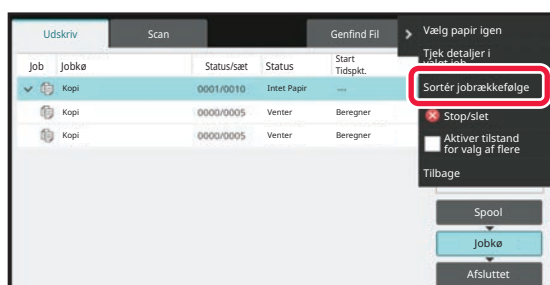 Udskriv Scan Genfind Fil
Job Jobkø Status/sæt Status Start
Tidspkt.
Kopi 0001/0010 Intet Papir ---
Kopi 0000/0005 Venter Beregner
Kopi 0000/0005 Venter Beregner
Vælg papir igen
Tjek detaljer i
valgt job
Sortér jobrækkefølge
Stop/slet
Aktiver tilstand
for valg af flere
Tilbage
Spool
Jobkø
Afsluttet